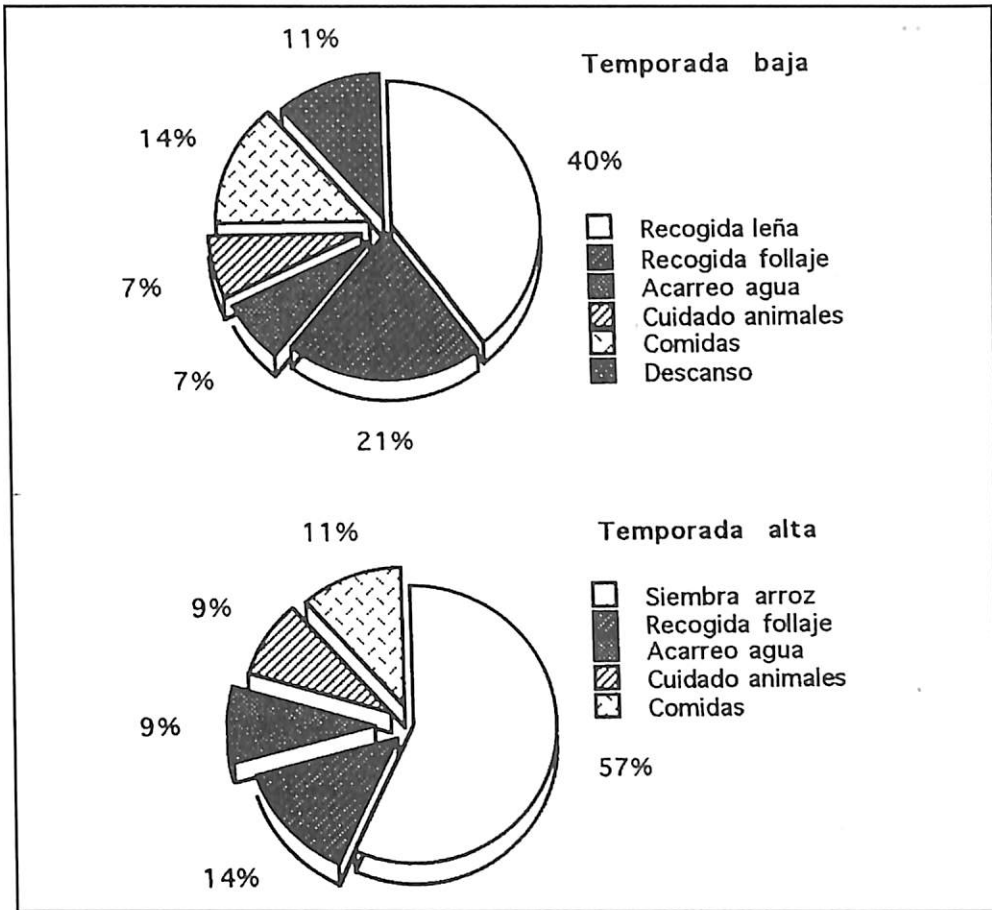 Temporada baja
11%
14%
40%
7%
7%
21%
Recogida leña
Recogida follaje
Acarreo agua
Cuidado animales
Comidas
Descanso
Temporada alta
11%
9%
9%
57%
14%
Siembra arroz
Recogida follaje
Acarreo agua
Cuidado animales
Comidas